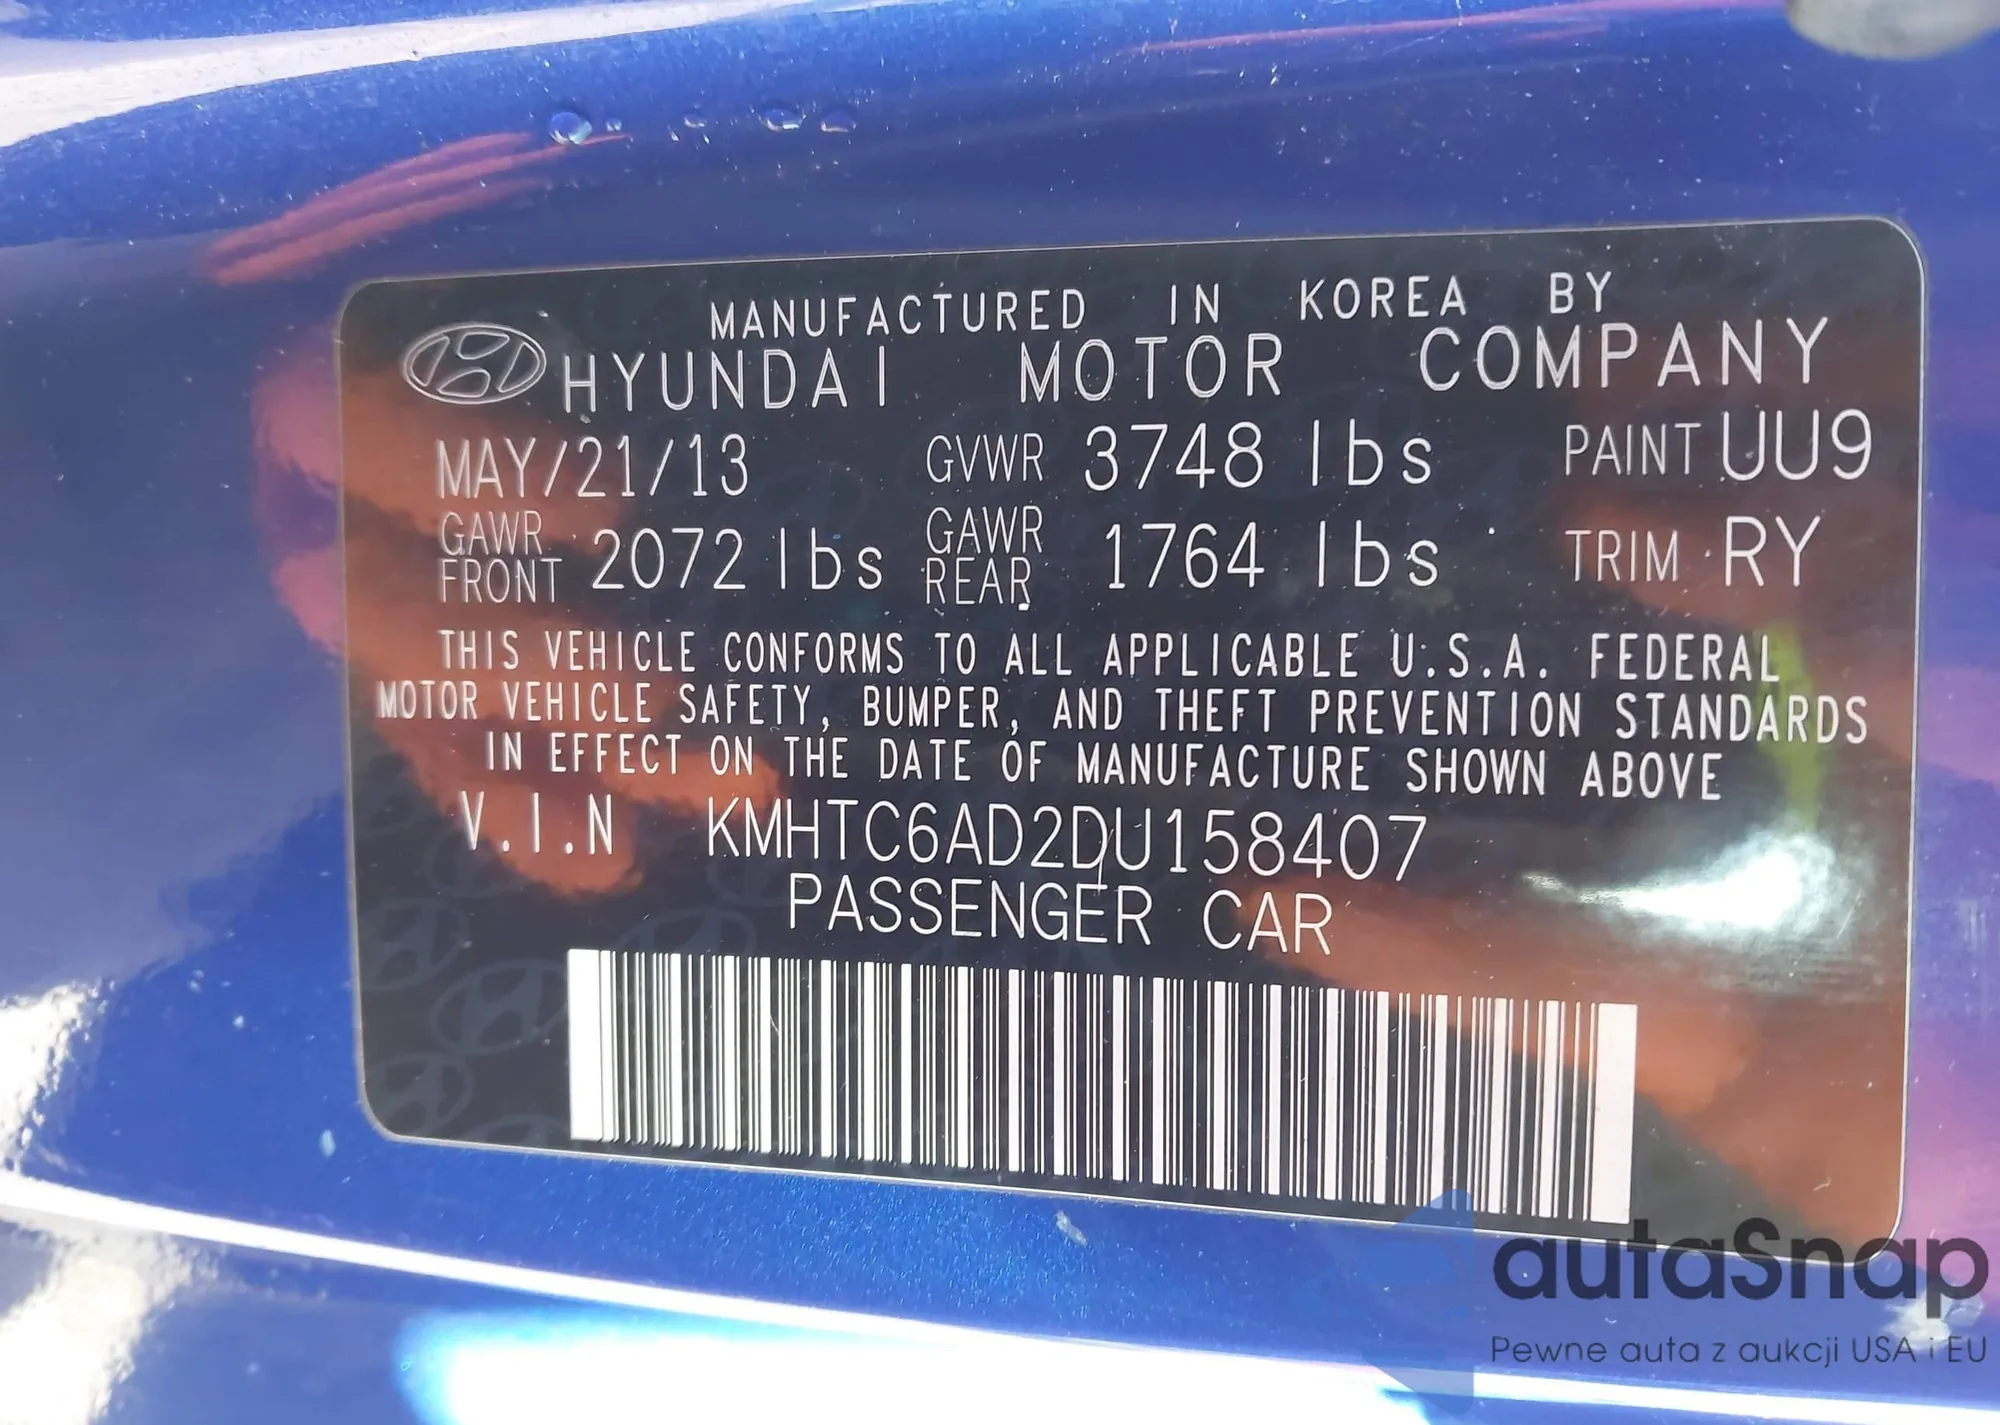 MANUFACTURED IN KOREA BY
HYUNDAI MOTOR COMPANY
MAY/21/13 GVWR 3748 lbs PAINT UU9
GAWR FRONT 2072 lbs GAWR REAR 1764 lbs TRIM RY
THIS VEHICLE CONFORMS TO ALL APPLICABLE U.S.A. FEDERAL
MOTOR VEHICLE SAFETY, BUMPER, AND THEFT PREVENTION STANDARDS
IN EFFECT ON THE DATE OF MANUFACTURE SHOWN ABOVE
V.I.N KMHTC6AD2DU158407
PASSENGER CAR
autaSnap
Pewne auta z aukcji USA i EU